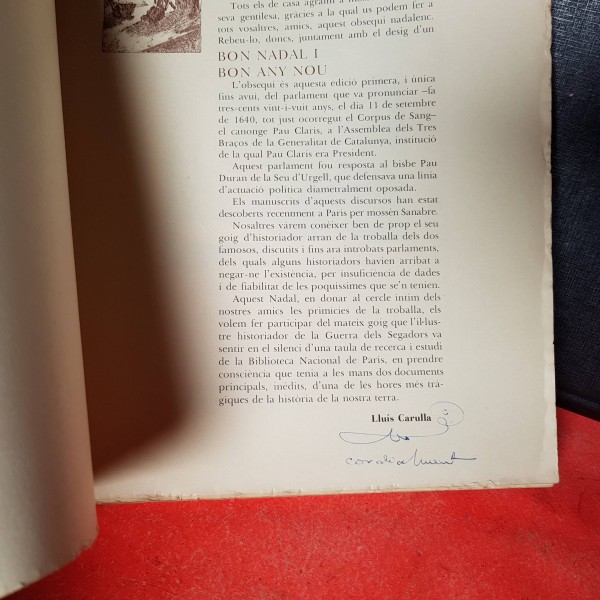 Tots els de casa agraïm a
seva gentilesa, gràcies a la qual us podem fer a
tots vosaltres, amics, aquest obsequi nadalenc.
Rebeu-lo, doncs, juntament amb el desig d'un
BON NADAL I
BON ANY NOU
L'obsequi és aquesta edició primera, i única
fins avui, del parlament que va pronunciar —fa
tres-cents vint-i-vuit anys, el dia 11 de setembre
de 1640, tot just ocorregut el Corpus de Sang—
el canonge Pau Claris, a l'Assemblea dels Tres
Braços de la Generalitat de Catalunya, institució
de la qual Pau Claris era President.
Aquest parlament fou resposta al bisbe Pau
Duran de la Seu d'Urgell, que defensava una línia
d'actuació política diametralment oposada.
Els manuscrits d'aquests discursos han estat
descoberts recentment a París per mossèn Sanabre.
Nosaltres vàrem conèixer ben de prop el seu
goig d'historiador arran de la troballa dels dos
famosos, discutits i fins ara introbats parlaments,
dels quals alguns historiadors havien arribat a
negar-ne l'existència, per insuficiència de dades
i de fiabilitat de les poquíssimes que se'n tenien.
Aquest Nadal, en donar al cercle íntim dels
nostres amics les primícies de la troballa, els
volem fer participar del mateix goig que l'il·lus-
tre historiador de la Guerra dels Segadors va
sentir en el silenci d'una taula de recerca i estudi
de la Biblioteca Nacional de París, en prendre
consciència que tenia a les mans dos documents
principals, inèdits, d'una de les hores més trà-
giques de la història de la nostra terra.
Lluís Carulla
cordialment